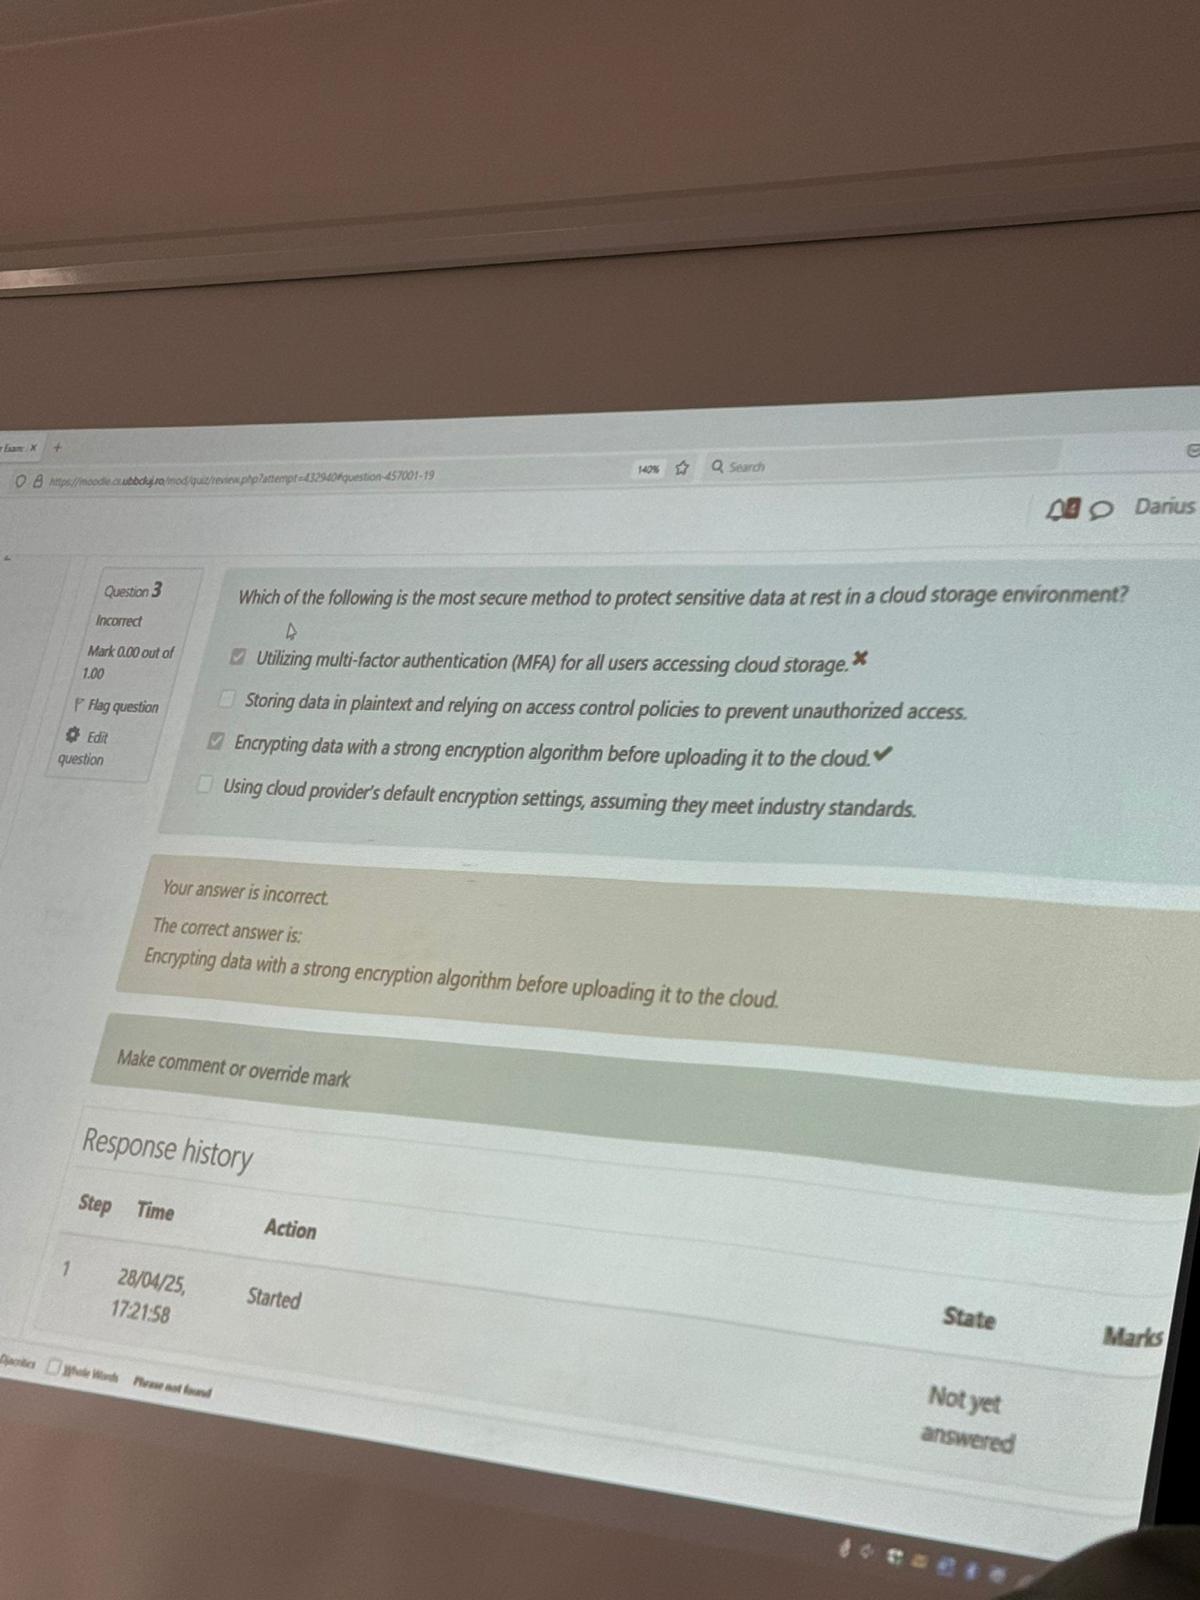 Exam: X +
https://moodle.cs.ubbcluj.ro/mod/quiz/review.php?attempt=432940#question-457001-19
140%
Search
4
Darius
Question 3
Incorrect
Mark 0.00 out of
1.00
Flag question
Edit
question
Which of the following is the most secure method to protect sensitive data at rest in a cloud storage environment?
Utilizing multi-factor authentication (MFA) for all users accessing cloud storage.
Storing data in plaintext and relying on access control policies to prevent unauthorized access.
Encrypting data with a strong encryption algorithm before uploading it to the cloud.
Using cloud provider's default encryption settings, assuming they meet industry standards.
Your answer is incorrect.
The correct answer is:
Encrypting data with a strong encryption algorithm before uploading it to the cloud.
Make comment or override mark
Response history
Step Time Action State Marks
1 28/04/25, Started Not yet
17:21:58 answered
Diacritics Whole Words Phrase not found